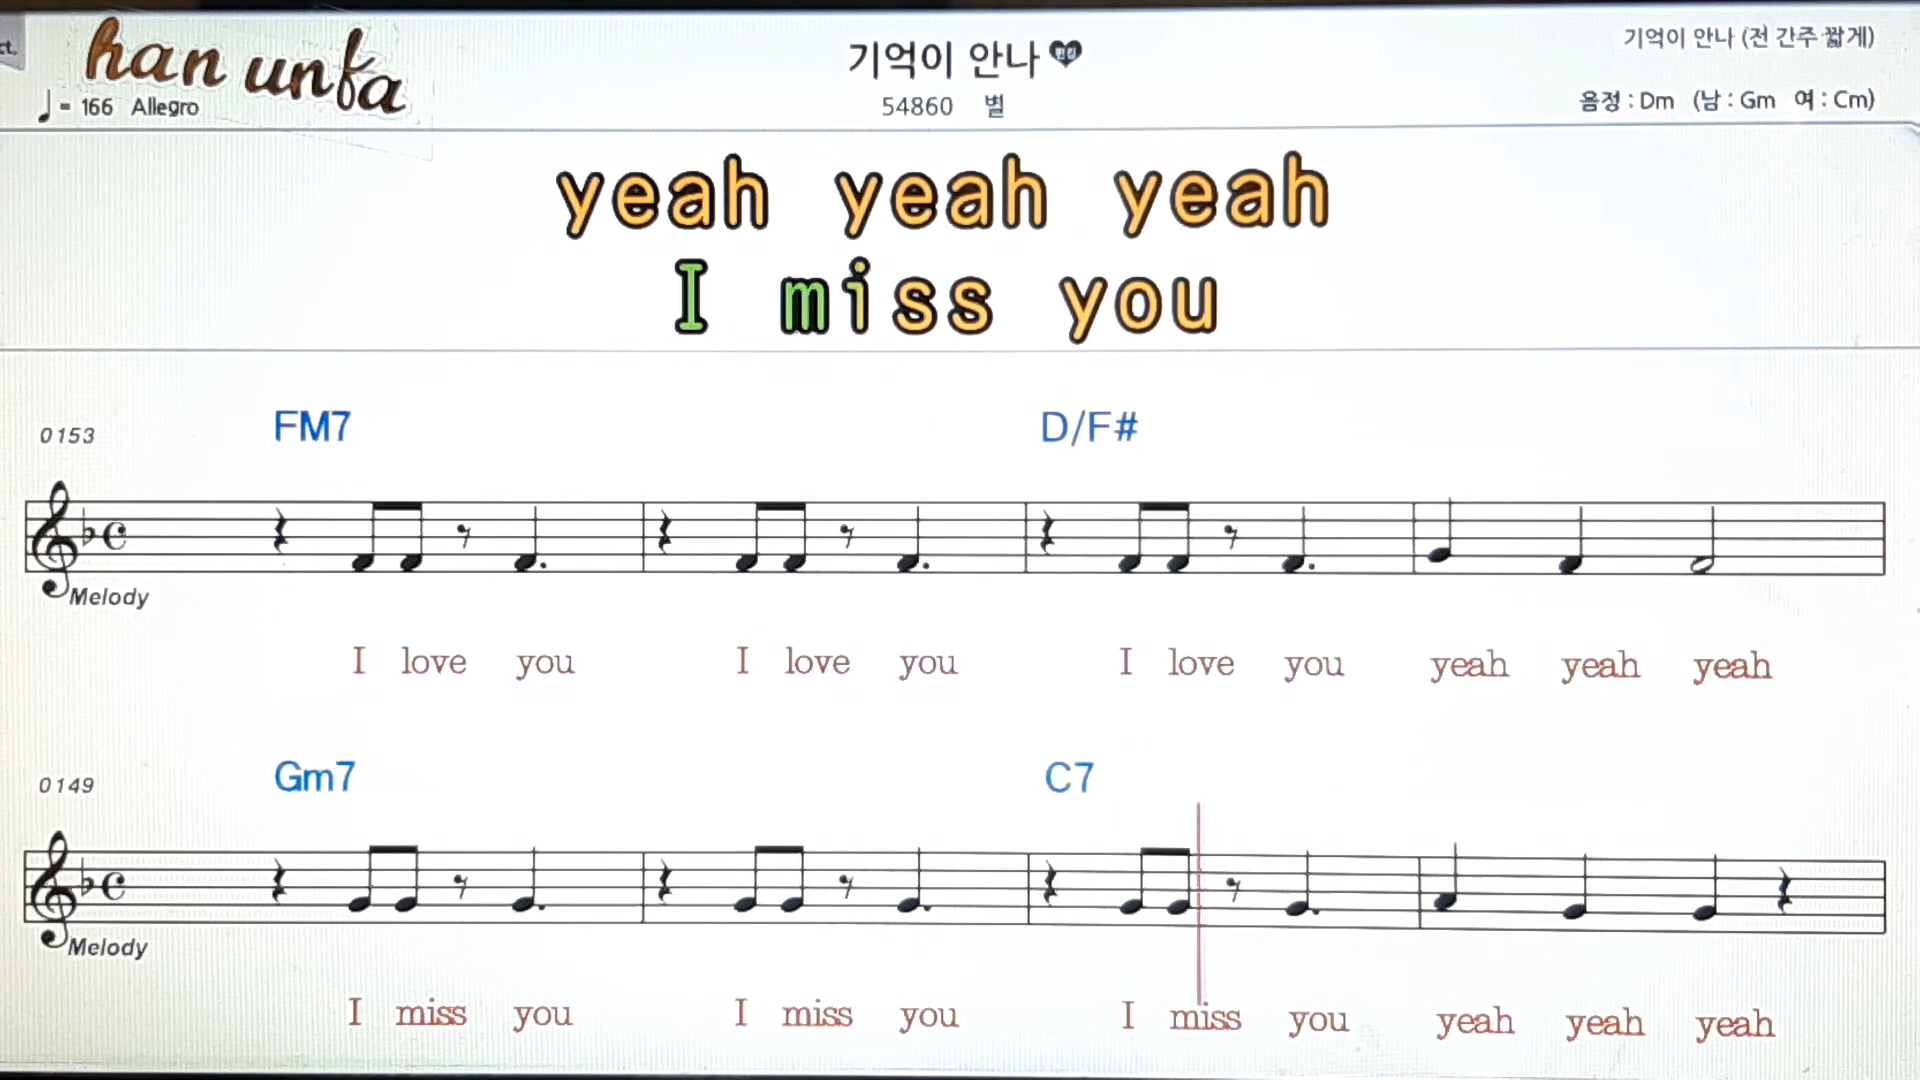 ct.
han unfa
♩= 166 Allegro
기억이 안나
54860 별
기억이 안나 (전 간주 짧게)
음정 : Dm (남 : Gm 여 : Cm)
yeah yeah yeah
I miss you
0153 FM7 D/F#
Melody
I love you I love you I love you yeah yeah yeah
0149 Gm7 C7
Melody
I miss you I miss you I miss you yeah yeah yeah